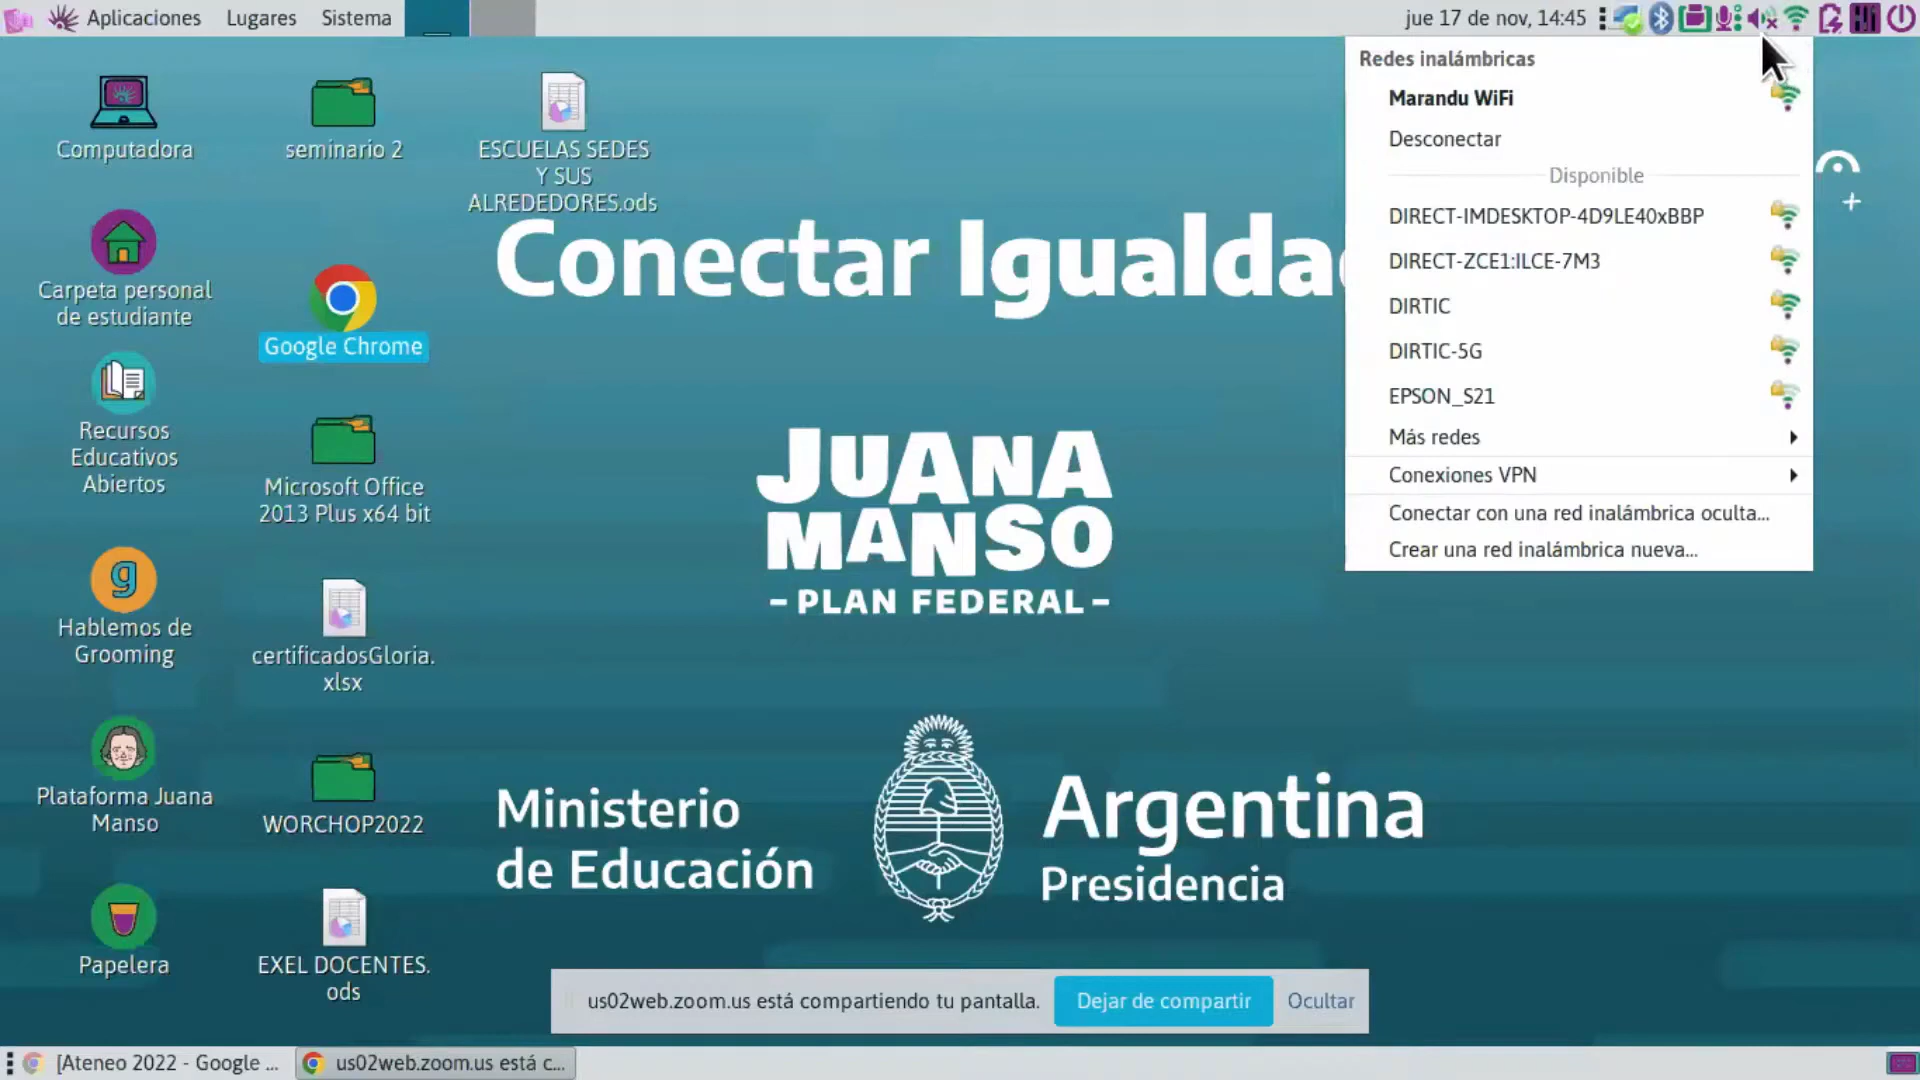 Aplicaciones Lugares Sistema
jue 17 de nov, 14:45
Redes inalámbricas
Marandu WiFi
Desconectar
Disponible
DIRECT-IMDESKTOP-4D9LE40xBBP
DIRECT-ZCE1:ILCE-7M3
DIRTIC
DIRTIC-5G
EPSON_S21
Más redes
Conexiones VPN
Conectar con una red inalámbrica oculta...
Crear una red inalámbrica nueva...
Computadora
Carpeta personal
de estudiante
Recursos
Educativos
Abiertos
g
Hablemos de
Grooming
Plataforma Juana
Manso
Papelera
seminario 2
Google Chrome
Microsoft Office
2013 Plus x64 bit
certificadosGloria.
xlsx
WORCHOP2022
EXEL DOCENTES.
ods
ESCUELAS SEDES
Y SUS
ALREDEDORES.ods
Conectar Igualdad
JUANA
MANSO
- PLAN FEDERAL -
Ministerio
de Educación
Argentina
Presidencia
us02web.zoom.us está compartiendo tu pantalla. Dejar de compartir Ocultar
[Ateneo 2022 - Google ... us02web.zoom.us está c...